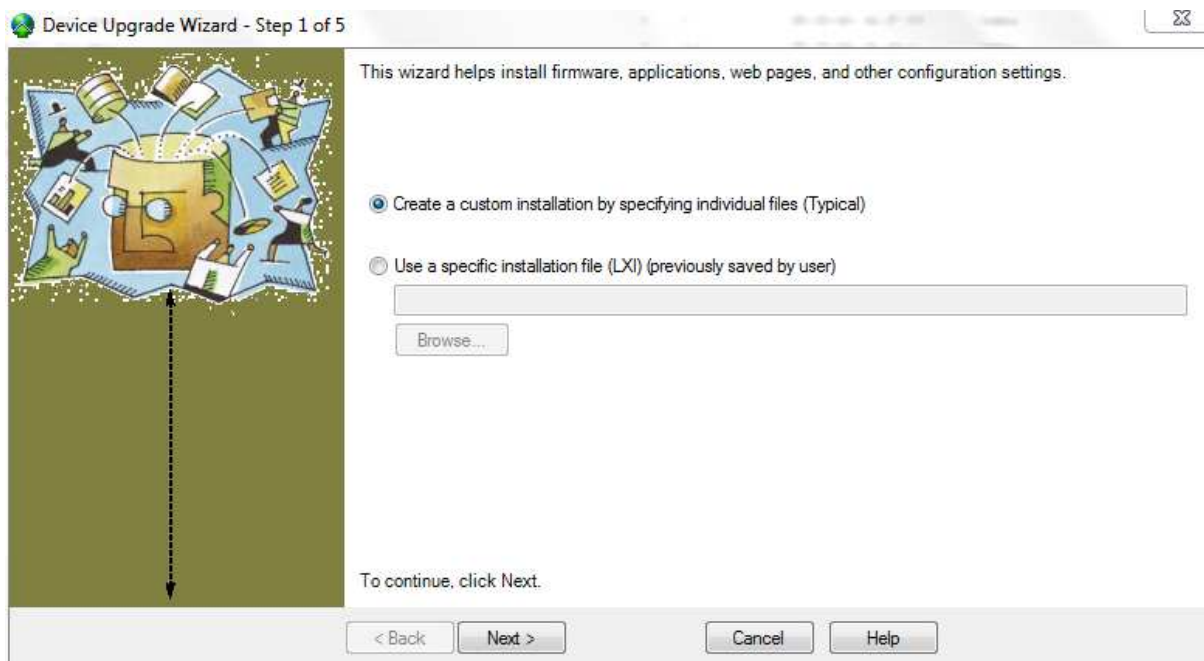 Device Upgrade Wizard - Step 1 of 5
This wizard helps install firmware, applications, web pages, and other configuration settings.
Create a custom installation by specifying individual files (Typical)
Use a specific installation file (LXI) (previously saved by user)
Browse...
To continue, click Next.
< Back
Next >
Cancel
Help